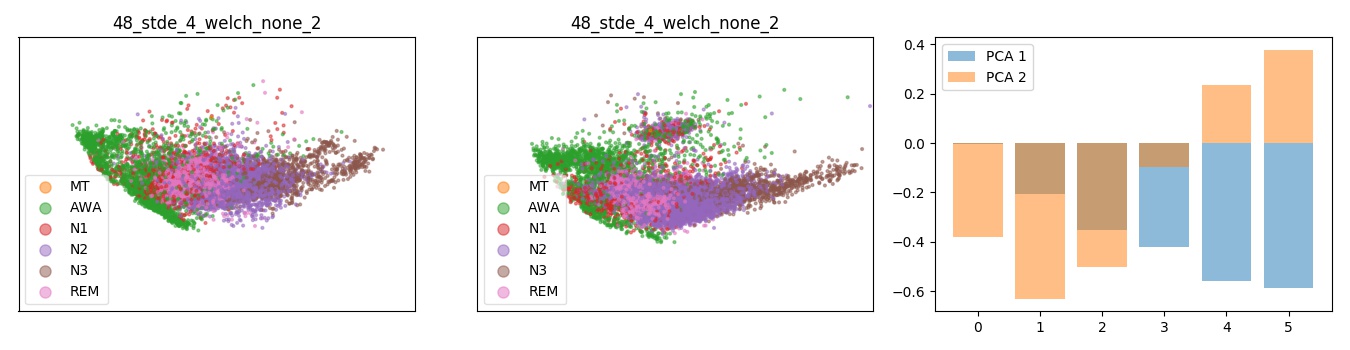 48_stde_4_welch_none_2
MT
AWA
N1
N2
N3
REM
48_stde_4_welch_none_2
MT
AWA
N1
N2
N3
REM
PCA 1
PCA 2
0.4
0.2
0.0
−0.2
−0.4
−0.6
0 1 2 3 4 5